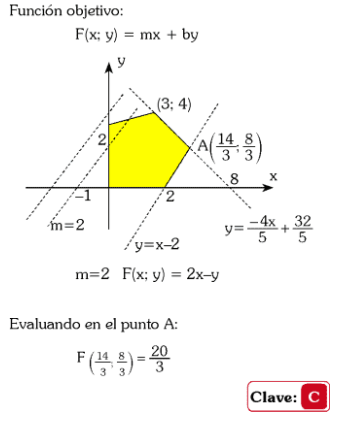 Función objetivo:
F(x; y) = mx + by
y
(3; 4)
2
A(14/3; 8/3)
8
x
–1
2
m=2
y=x–2
y= –4x/5 + 32/5
m=2 F(x; y) = 2x–y
Evaluando en el punto A:
F(14/3; 8/3) = 20/3
Clave: C